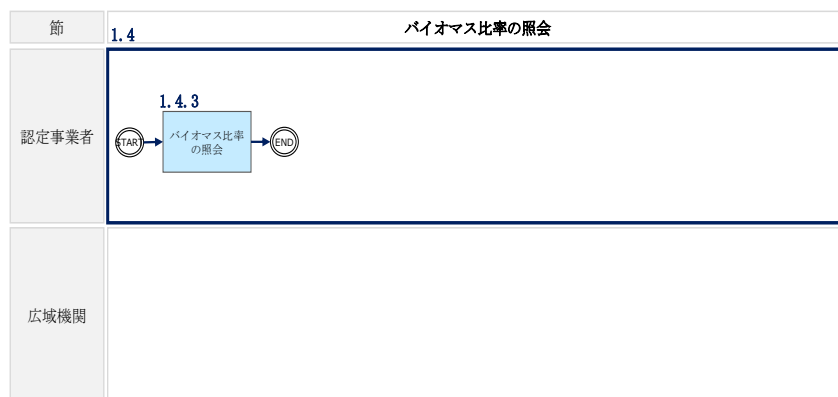 節
1.4
バイオマス比率の照会
認定事業者
1.4.3
START
バイオマス比率
の照会
END
広域機関